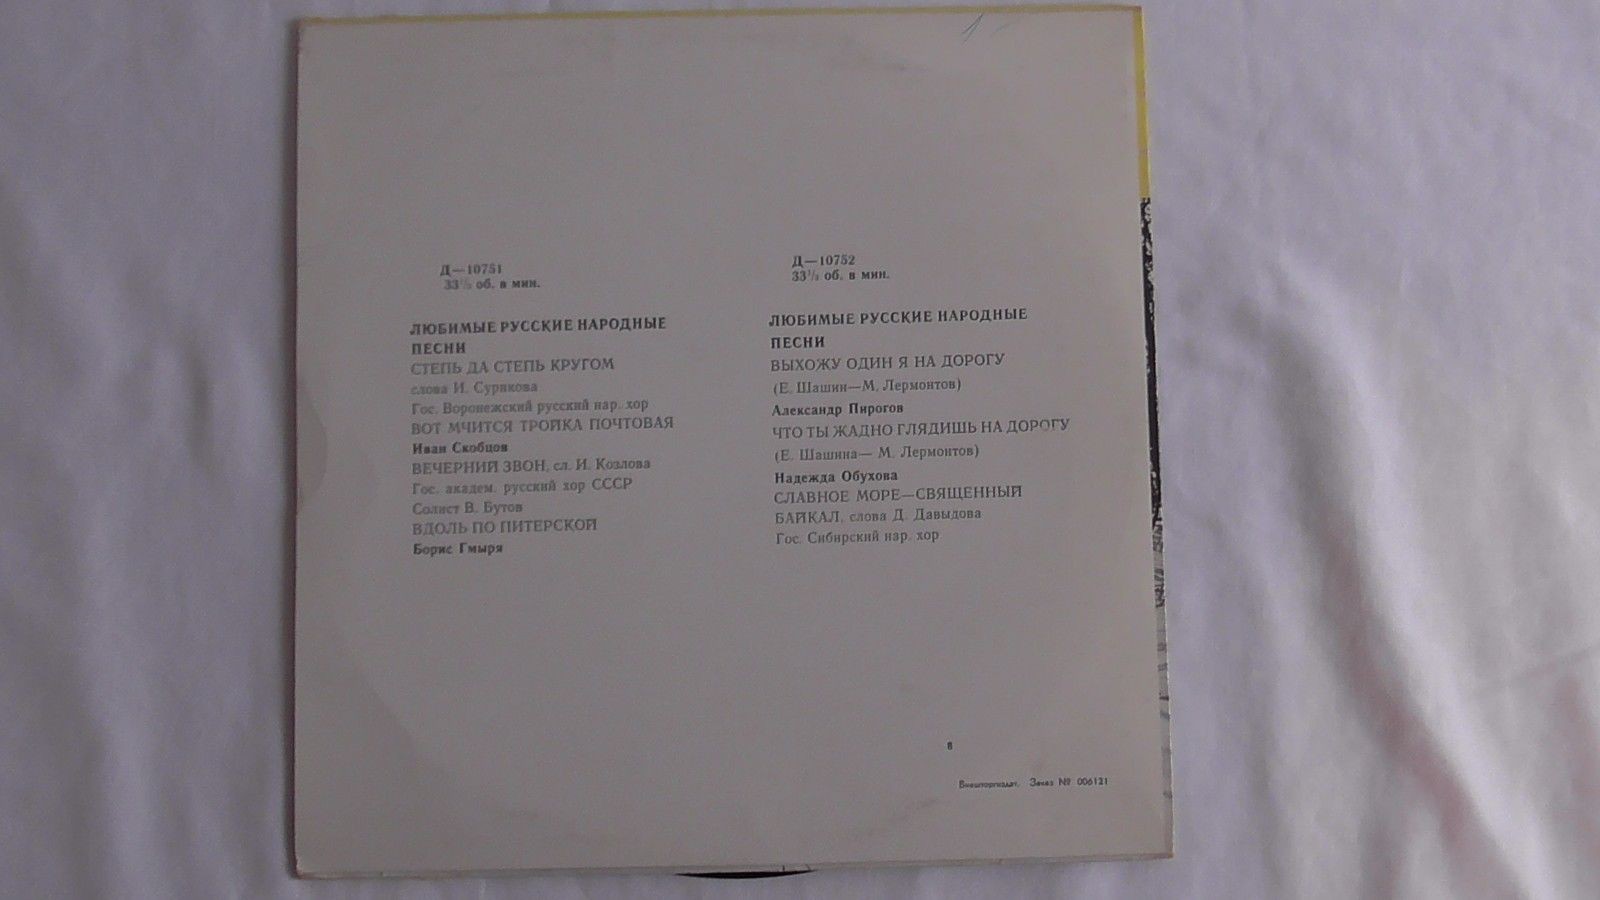 Д—10751
33⅓ об. в мин.
ЛЮБИМЫЕ РУССКИЕ НАРОДНЫЕ
ПЕСНИ
СТЕПЬ ДА СТЕПЬ КРУГОМ
слова И. Сурикова
Гос. Воронежский русский нар. хор
ВОТ МЧИТСЯ ТРОЙКА ПОЧТОВАЯ
Иван Скобцов
ВЕЧЕРНИЙ ЗВОН, сл. И. Козлова
Гос. академ. русский хор СССР
Солист В. Бутов
ВДОЛЬ ПО ПИТЕРСКОЙ
Борис Гмыря
Д—10752
33⅓ об. в мин.
ЛЮБИМЫЕ РУССКИЕ НАРОДНЫЕ
ПЕСНИ
ВЫХОЖУ ОДИН Я НА ДОРОГУ
(Е. Шашин—М. Лермонтов)
Александр Пирогов
ЧТО ТЫ ЖАДНО ГЛЯДИШЬ НА ДОРОГУ
(Е. Шашина— М. Лермонтов)
Надежда Обухова
СЛАВНОЕ МОРЕ—СВЯЩЕННЫЙ
БАЙКАЛ, слова Д. Давыдова
Гос. Сибирский нар. хор
8
Внешторгиздат. Заказ № 006121